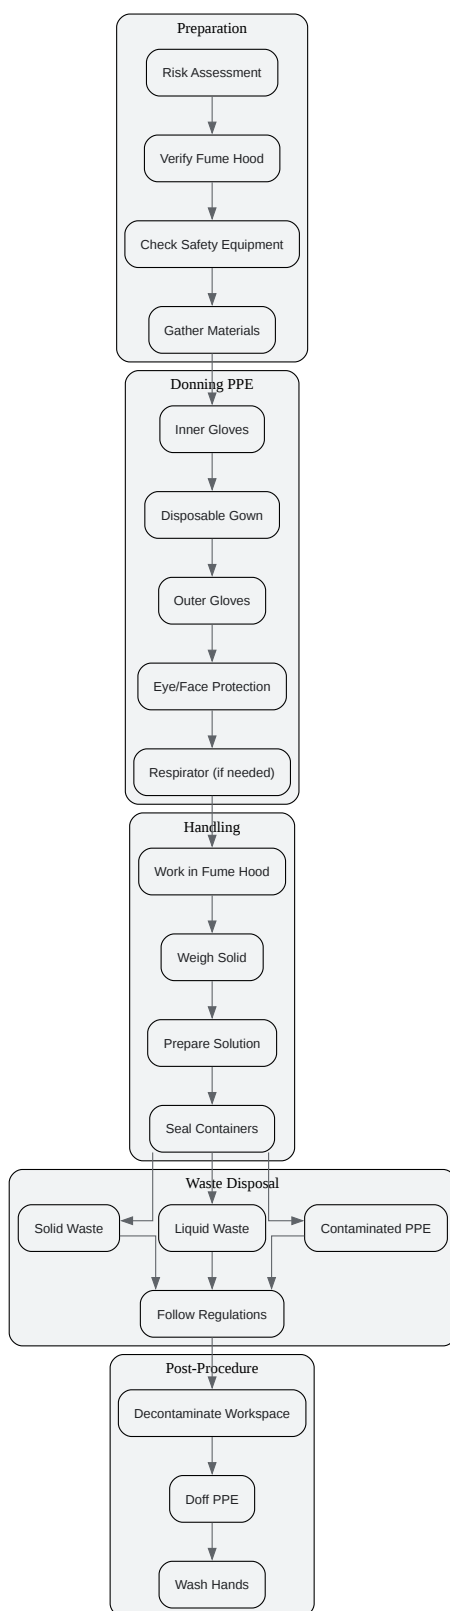 Preparation
Risk Assessment
Verify Fume Hood
Check Safety Equipment
Gather Materials
Donning PPE
Inner Gloves
Disposable Gown
Outer Gloves
Eye/Face Protection
Respirator (if needed)
Handling
Work in Fume Hood
Weigh Solid
Prepare Solution
Seal Containers
Waste Disposal
Solid Waste
Liquid Waste
Contaminated PPE
Follow Regulations
Post-Procedure
Decontaminate Workspace
Doff PPE
Wash Hands